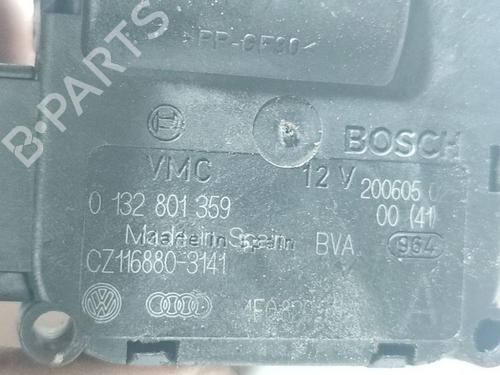 B-PARTS
PP-GF30<
BOSCH
VMC 12 V 200605
0 132 801 359 00 (41)
Made in Spain BVA 964
CZ116880-3141
A